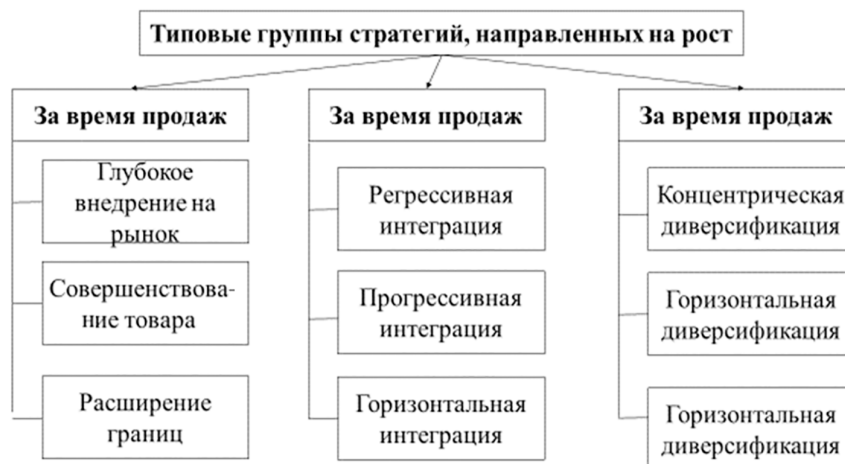 Типовые группы стратегий, направленных на рост
За время продаж
Глубокое
внедрение на
рынок
Совершенствова-
ние товара
Расширение
границ
За время продаж
Регрессивная
интеграция
Прогрессивная
интеграция
Горизонтальная
интеграция
За время продаж
Концентрическая
диверсификация
Горизонтальная
диверсификация
Горизонтальная
диверсификация